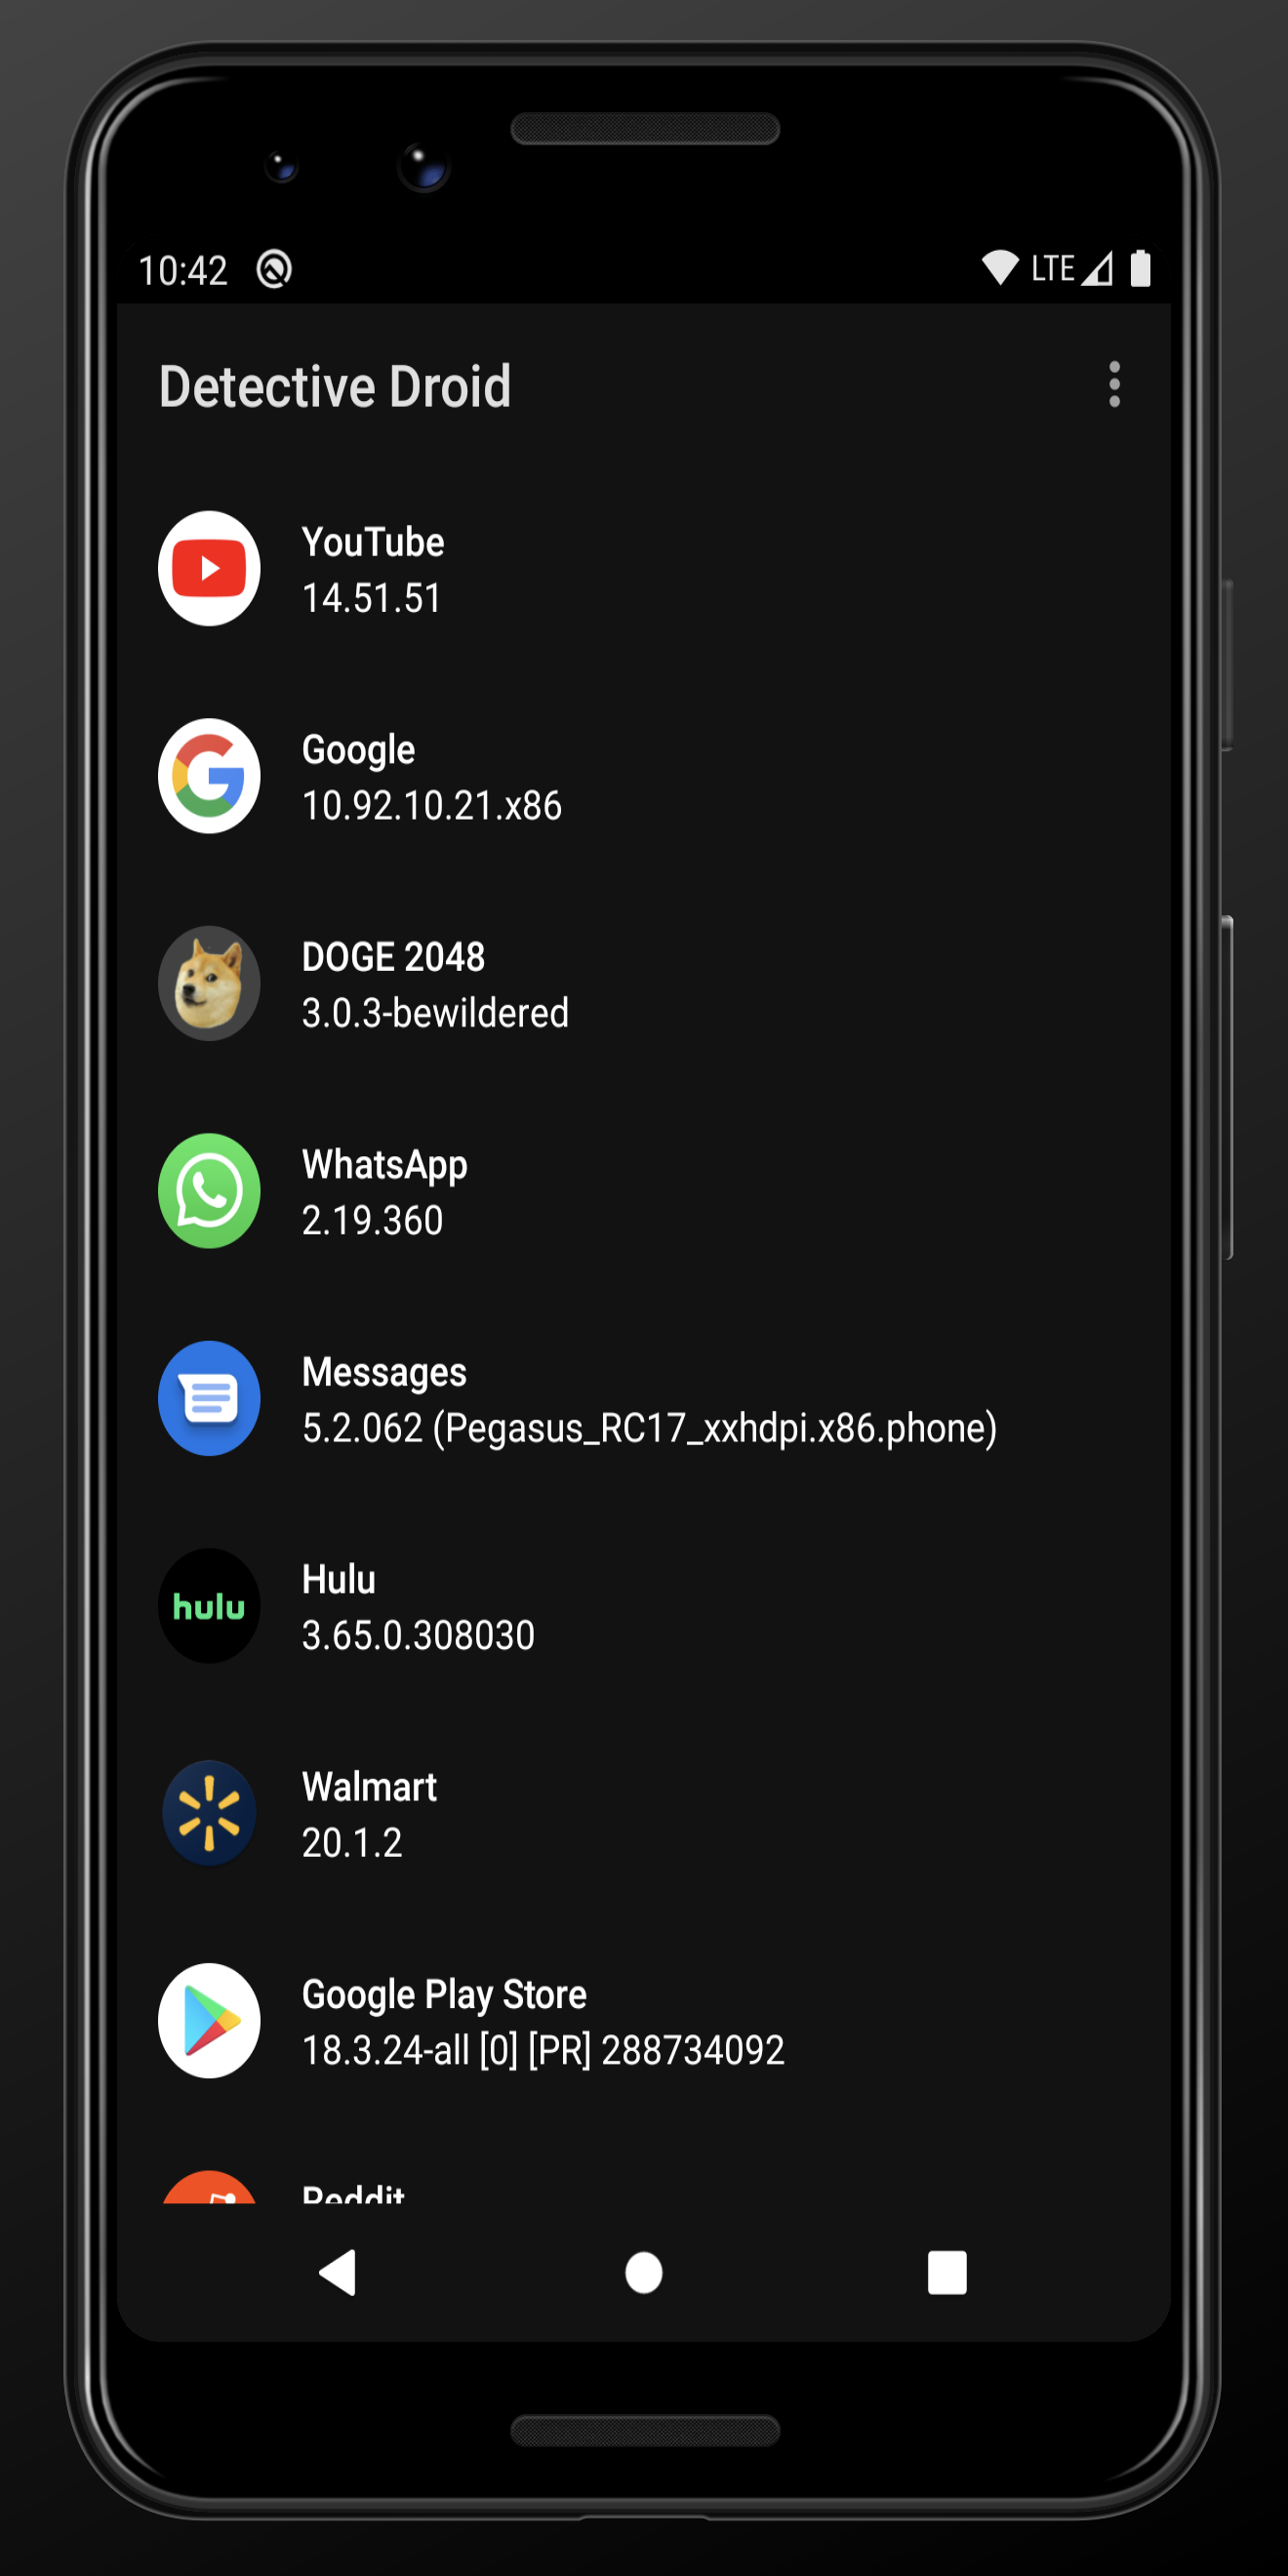 10:42
LTE
Detective Droid
YouTube
14.51.51
Google
10.92.10.21.x86
DOGE 2048
3.0.3-bewildered
WhatsApp
2.19.360
Messages
5.2.062 (Pegasus_RC17_xxhdpi.x86.phone)
hulu
Hulu
3.65.0.308030
Walmart
20.1.2
Google Play Store
18.3.24-all [0] [PR] 288734092
Reddit